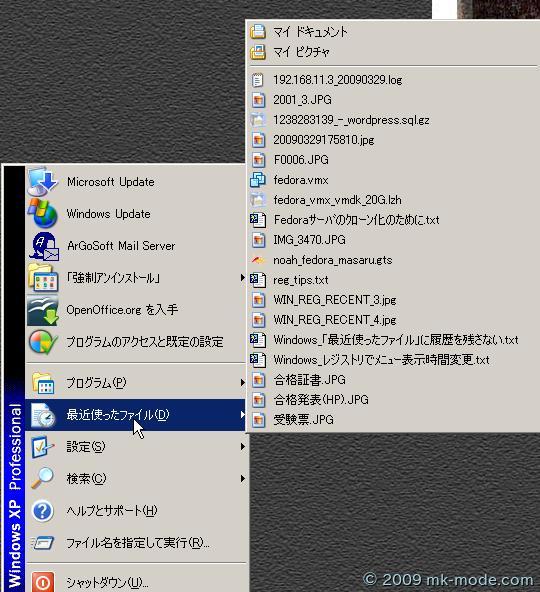 マイ ドキュメント
マイ ピクチャ
192.168.11.3_20090329.log
2001_3.JPG
1238283139_-_wordpress.sql.gz
20090329175810.jpg
F0006.JPG
fedora.vmx
fedora_vmx_vmdk_20G.lzh
Fedoraサーバのクローン化のために.txt
IMG_3470.JPG
noah_fedora_masaru.gts
reg_tips.txt
WIN_REG_RECENT_3.jpg
WIN_REG_RECENT_4.jpg
Windows_「最近使ったファイル」に履歴を残さない.txt
Windows_レジストリでメニュー表示時間変更.txt
合格証書.JPG
合格発表(HP).JPG
受験票.JPG
Microsoft Update
Windows Update
ArGoSoft Mail Server
「強制アンインストール」
OpenOffice.org を入手
プログラムのアクセスと既定の設定
プログラム(P)
最近使ったファイル(D)
設定(S)
検索(C)
ヘルプとサポート(H)
ファイル名を指定して実行(R)...
シャットダウン(U)...
Windows XP Professional
© 2009 mk-mode.com